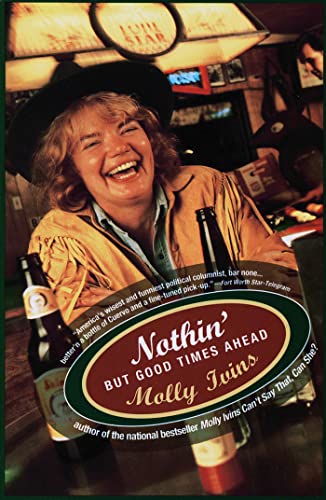 LONE
STAR
"America's wisest and funniest political columnist, bar none...
better'n a bottle of Cuervo and a fine-tuned pick-up." —Fort Worth Star-Telegram
Nothin'
BUT GOOD TIMES AHEAD
Molly Ivins
author of the national bestseller Molly Ivins Can't Say That, Can She?